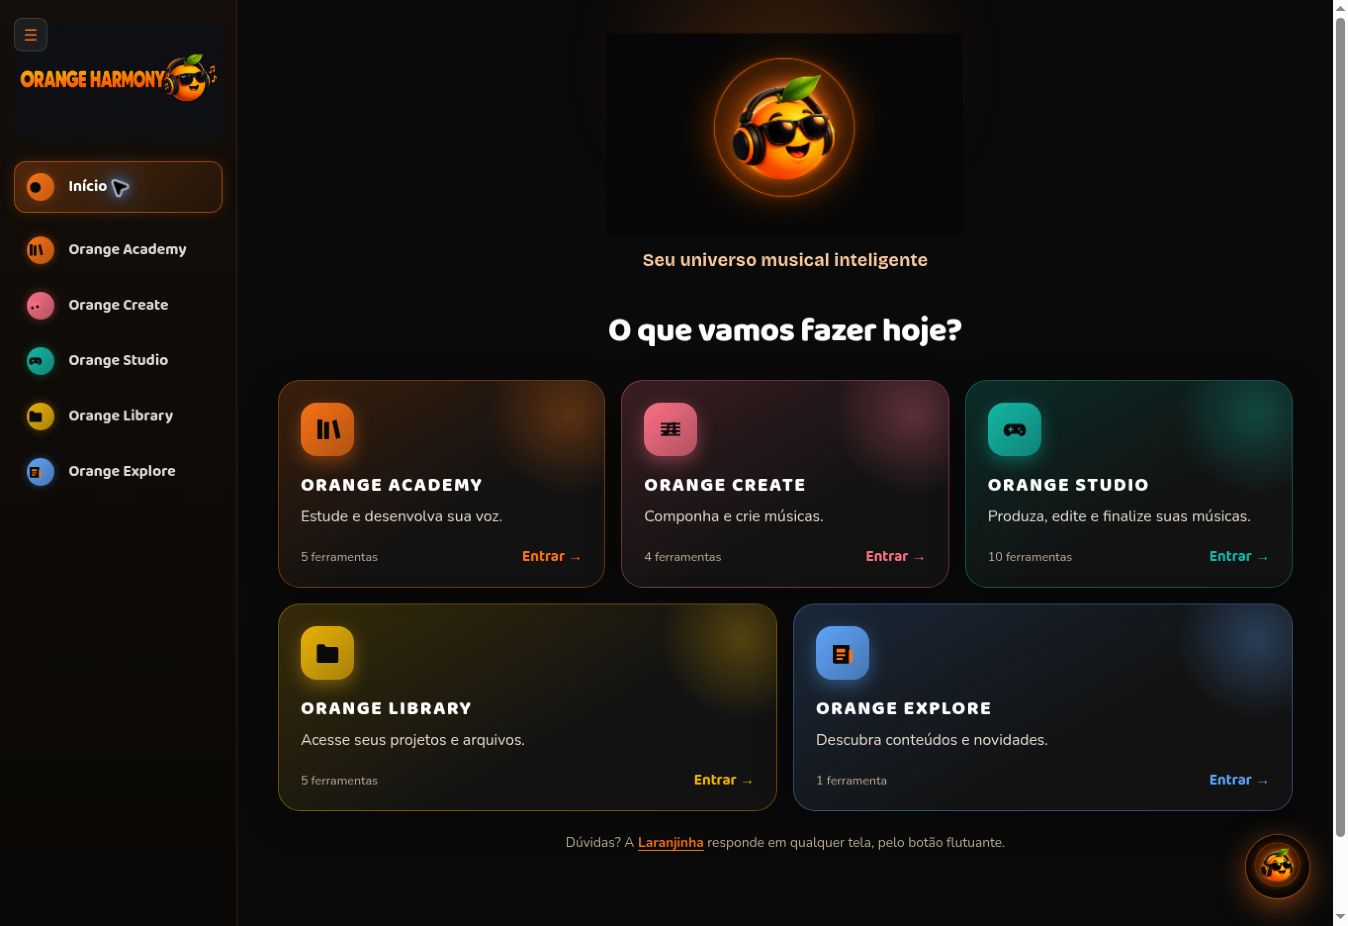 ☰
ORANGE HARMONY
Início
Orange Academy
Orange Create
Orange Studio
Orange Library
Orange Explore
Seu universo musical inteligente
O que vamos fazer hoje?
ORANGE ACADEMY
Estude e desenvolva sua voz.
5 ferramentas
Entrar →
ORANGE CREATE
Componha e crie músicas.
4 ferramentas
Entrar →
ORANGE STUDIO
Produza, edite e finalize suas músicas.
10 ferramentas
Entrar →
ORANGE LIBRARY
Acesse seus projetos e arquivos.
5 ferramentas
Entrar →
ORANGE EXPLORE
Descubra conteúdos e novidades.
1 ferramenta
Entrar →
Dúvidas? A Laranjinha responde em qualquer tela, pelo botão flutuante.